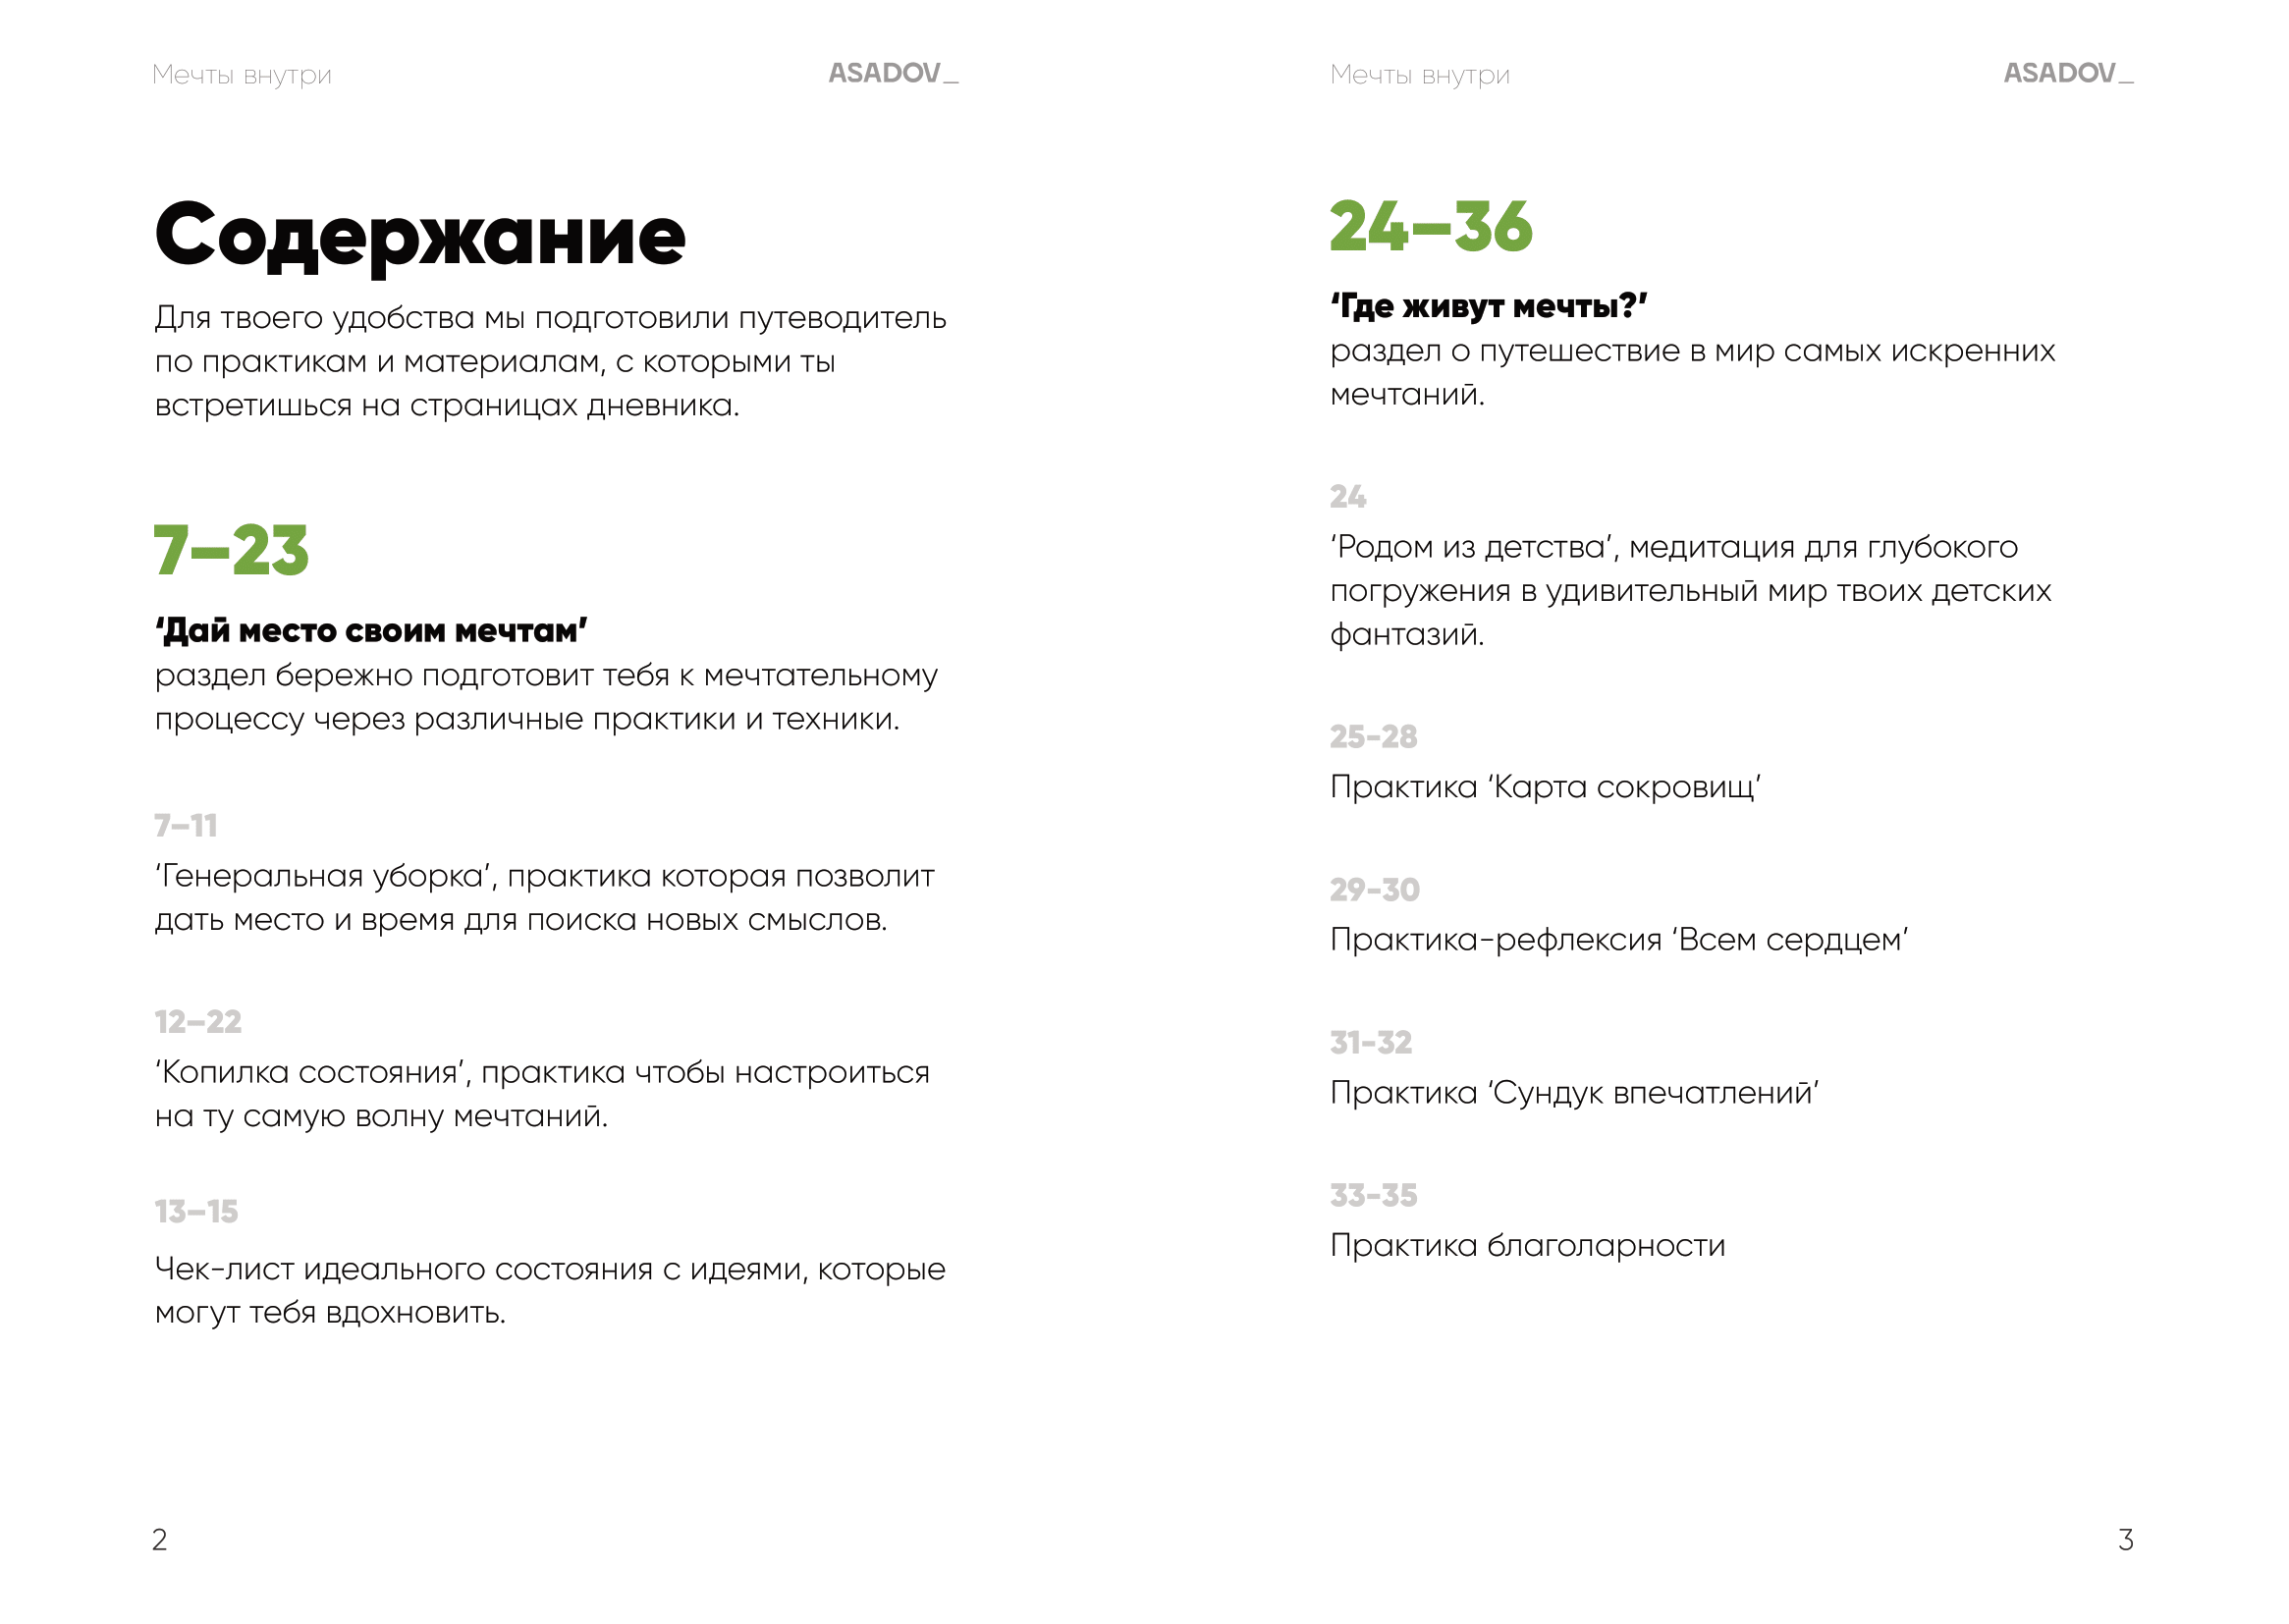 Мечты внутри
ASADOV_
Содержание
Для твоего удобства мы подготовили путеводитель
по практикам и материалам, с которыми ты
встретишься на страницах дневника.
7–23
‘Дай место своим мечтам’
раздел бережно подготовит тебя к мечтательному
процессу через различные практики и техники.
7–11
‘Генеральная уборка’, практика которая позволит
дать место и время для поиска новых смыслов.
12–22
‘Копилка состояния’, практика чтобы настроиться
на ту самую волну мечтаний.
13–15
Чек-лист идеального состояния с идеями, которые
могут тебя вдохновить.
2
Мечты внутри
ASADOV_
24–36
‘Где живут мечты?’
раздел о путешествие в мир самых искренних
мечтаний.
24
‘Родом из детства’, медитация для глубокого
погружения в удивительный мир твоих детских
фантазий.
25-28
Практика ‘Карта сокровищ’
29-30
Практика-рефлексия ‘Всем сердцем’
31-32
Практика ‘Сундук впечатлений’
33-35
Практика благоларности
3